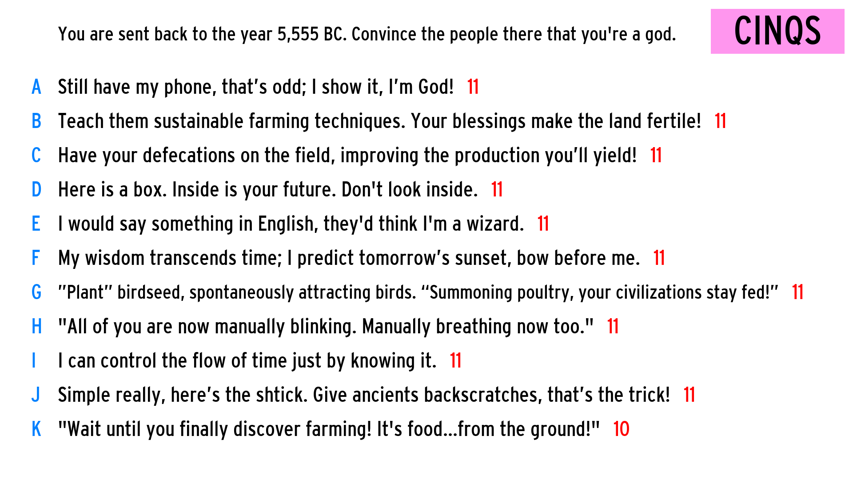 You are sent back to the year 5,555 BC. Convince the people there that you're a god.
CINQS
A Still have my phone, that’s odd; I show it, I’m God! 11
B Teach them sustainable farming techniques. Your blessings make the land fertile! 11
C Have your defecations on the field, improving the production you’ll yield! 11
D Here is a box. Inside is your future. Don't look inside. 11
E I would say something in English, they'd think I'm a wizard. 11
F My wisdom transcends time; I predict tomorrow’s sunset, bow before me. 11
G ”Plant” birdseed, spontaneously attracting birds. “Summoning poultry, your civilizations stay fed!” 11
H "All of you are now manually blinking. Manually breathing now too." 11
I I can control the flow of time just by knowing it. 11
J Simple really, here’s the shtick. Give ancients backscratches, that’s the trick! 11
K "Wait until you finally discover farming! It's food...from the ground!" 10